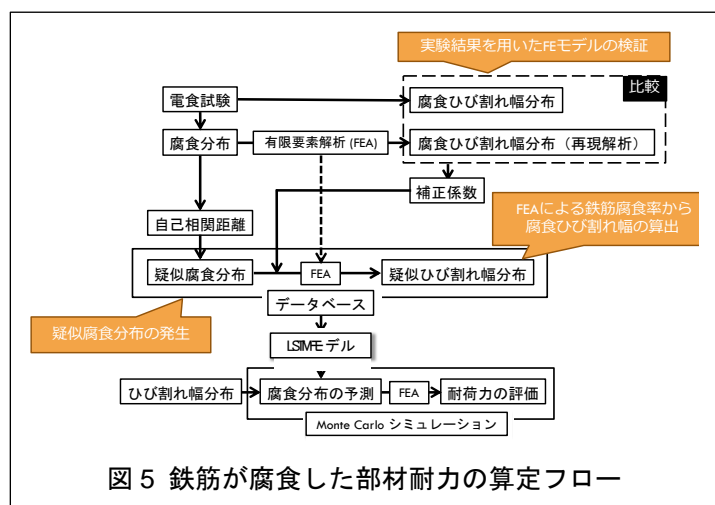 実験結果を用いたFEモデルの検証
比較
電食試験
腐食ひび割れ幅分布
腐食分布
有限要素解析 (FEA)
腐食ひび割れ幅分布（再現解析）
補正係数
自己相関距離
FEAによる鉄筋腐食率から
腐食ひび割れ幅の算出
疑似腐食分布
FEA
疑似ひび割れ幅分布
データベース
疑似腐食分布の発生
モデル
ひび割れ幅分布
腐食分布の予測
FEA
耐荷力の評価
Monte Carlo シミュレーション
図 5 鉄筋が腐食した部材耐力の算定フロー